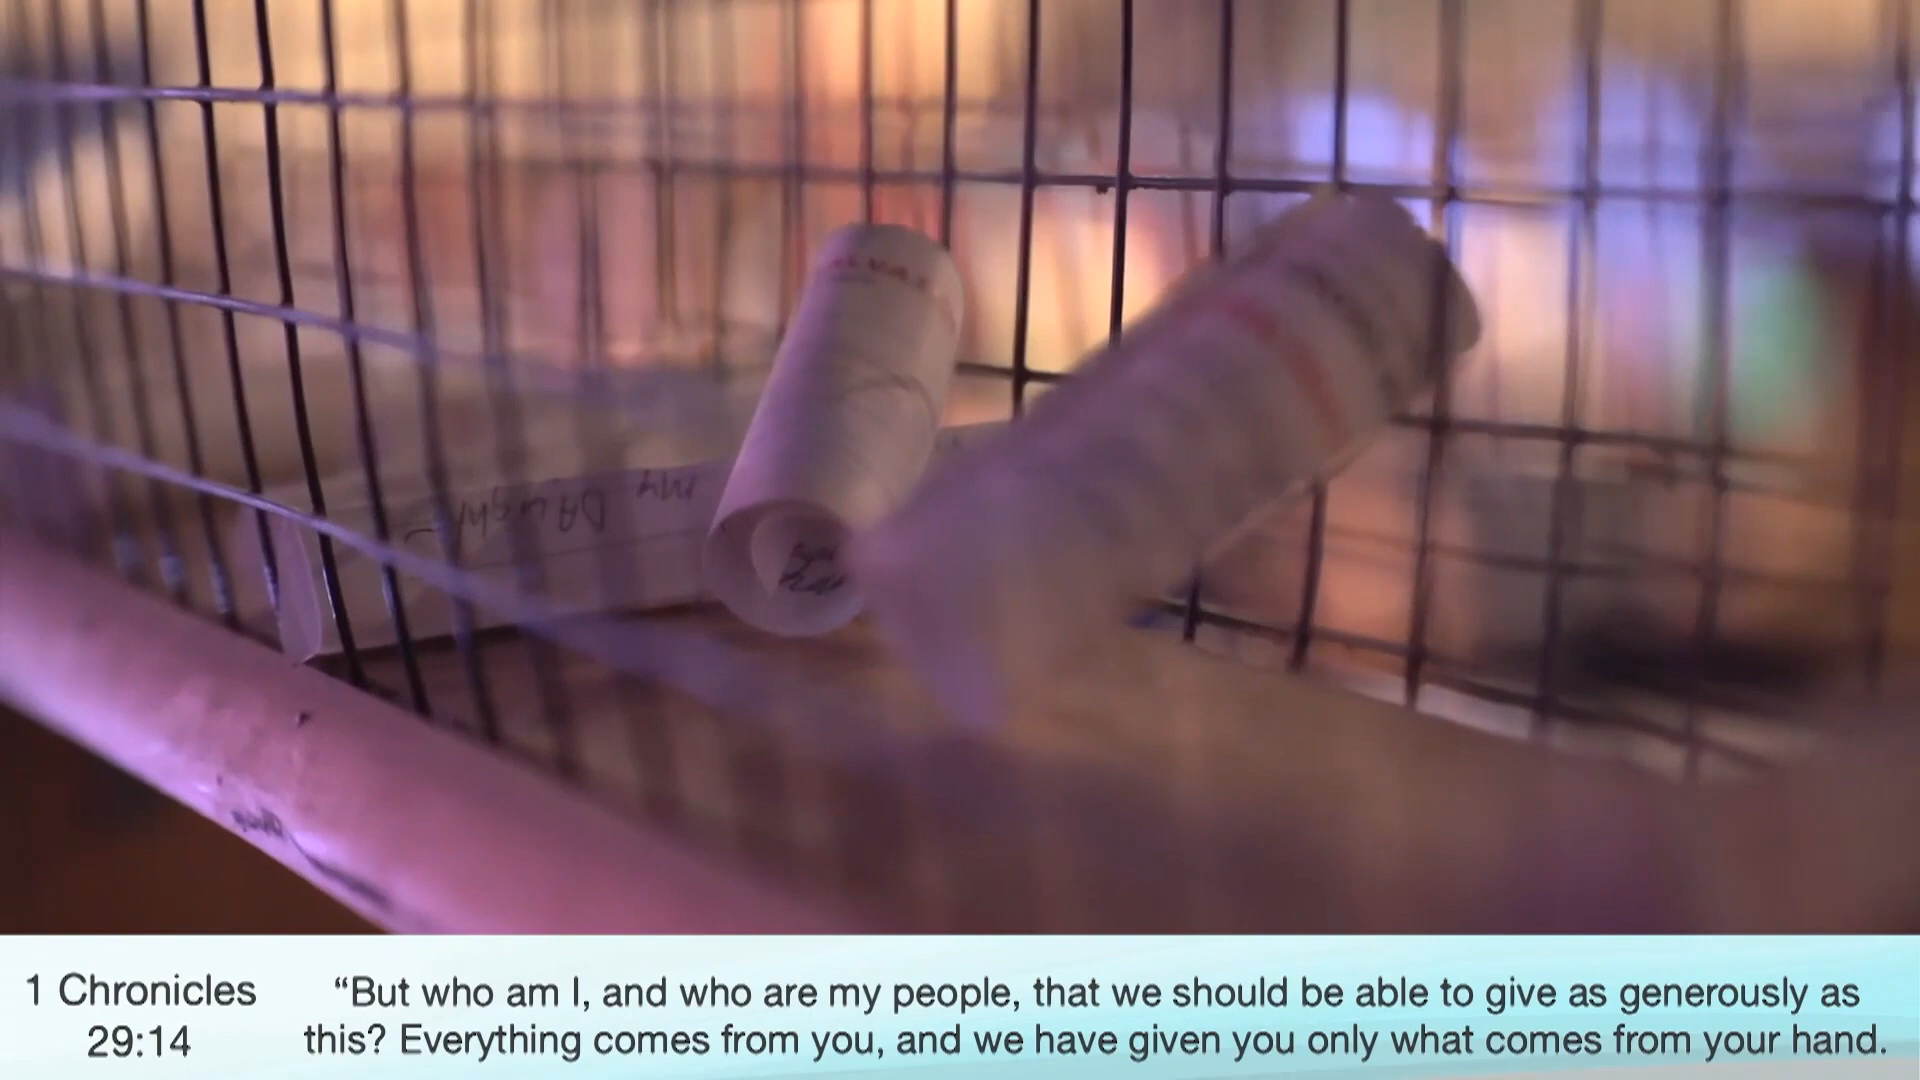 my Daugh
1 Chronicles
29:14
“But who am I, and who are my people, that we should be able to give as generously as
this? Everything comes from you, and we have given you only what comes from your hand.